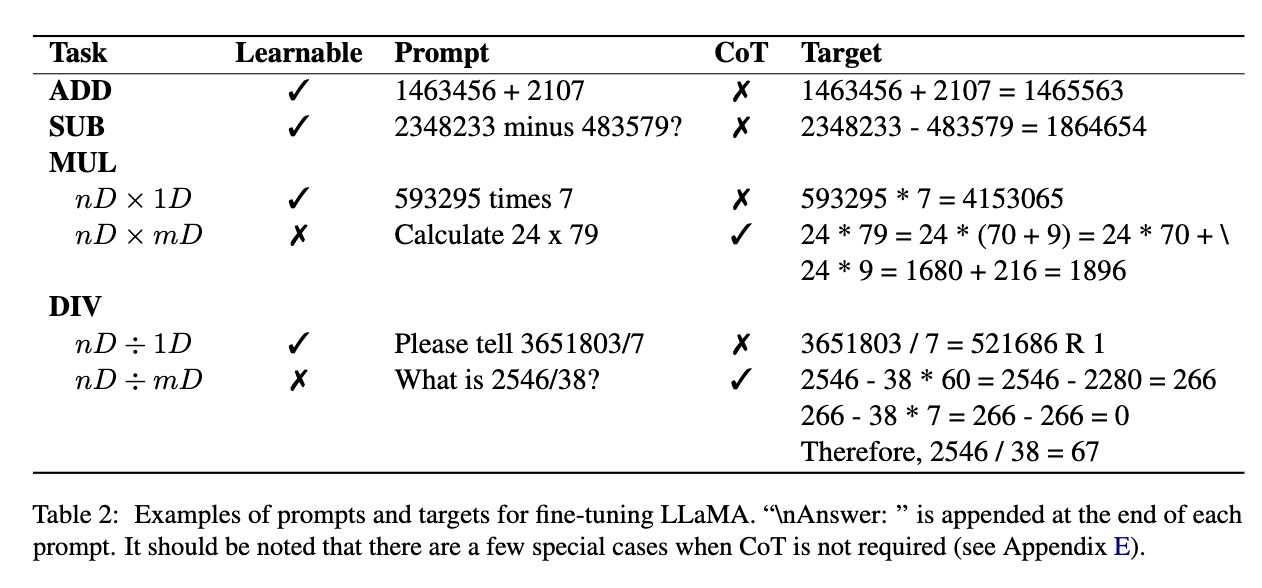 Task Learnable Prompt CoT Target
ADD ✓ 1463456 + 2107 ✗ 1463456 + 2107 = 1465563
SUB ✓ 2348233 minus 483579? ✗ 2348233 - 483579 = 1864654
MUL
nD × 1D ✓ 593295 times 7 ✗ 593295 * 7 = 4153065
nD × mD ✗ Calculate 24 x 79 ✓ 24 * 79 = 24 * (70 + 9) = 24 * 70 + \
24 * 9 = 1680 + 216 = 1896
DIV
nD ÷ 1D ✓ Please tell 3651803/7 ✗ 3651803 / 7 = 521686 R 1
nD ÷ mD ✗ What is 2546/38? ✓ 2546 - 38 * 60 = 2546 - 2280 = 266
266 - 38 * 7 = 266 - 266 = 0
Therefore, 2546 / 38 = 67
Table 2: Examples of prompts and targets for fine-tuning LLaMA. “\nAnswer: ” is appended at the end of each
prompt. It should be noted that there are a few special cases when CoT is not required (see Appendix E).